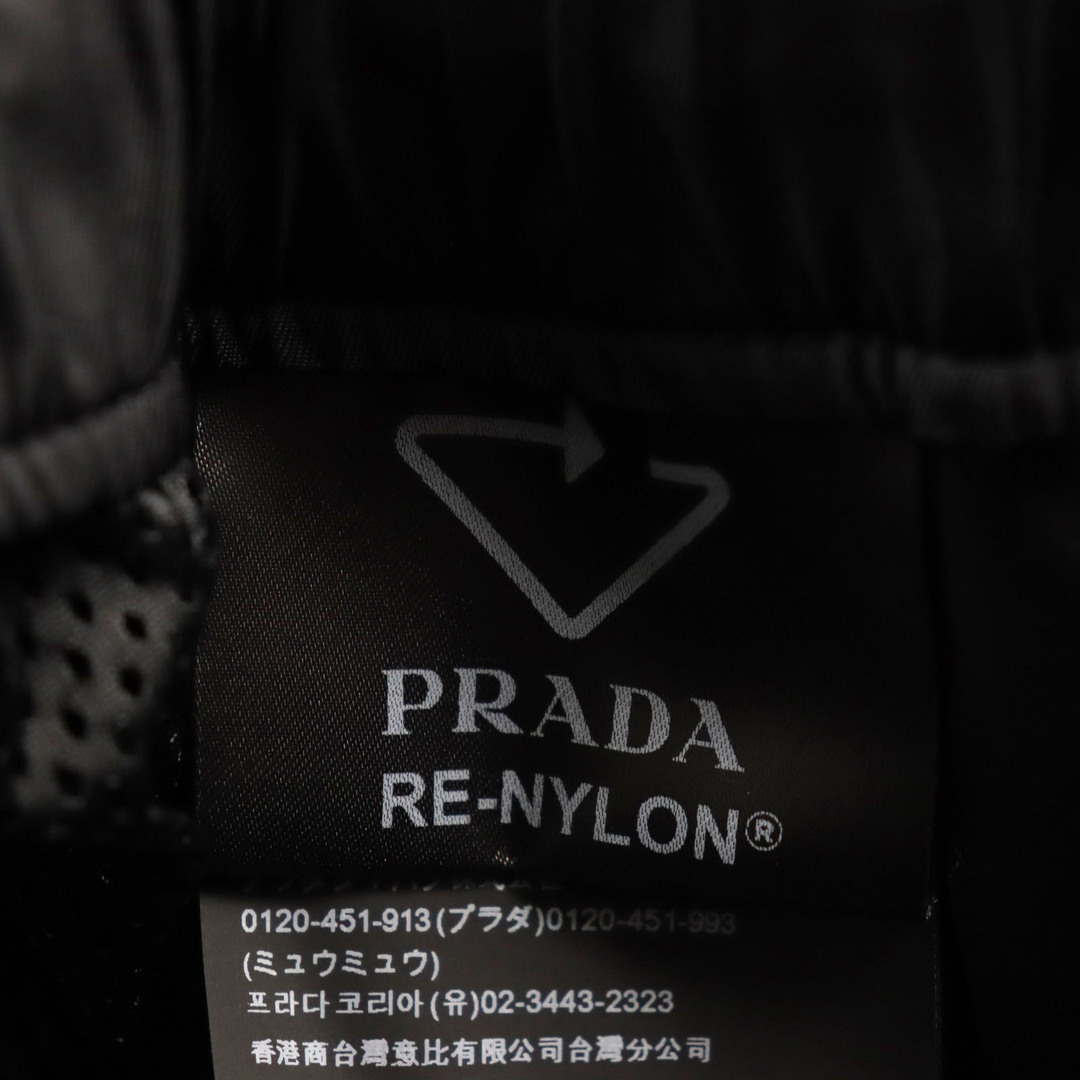 PRADA
RE-NYLON®
0120-451-913(プラダ)0120-451-993
(ミュウミュウ)
프라다코리아(유)02-3443-2323
香港商台灣意比有限公司台灣分公司